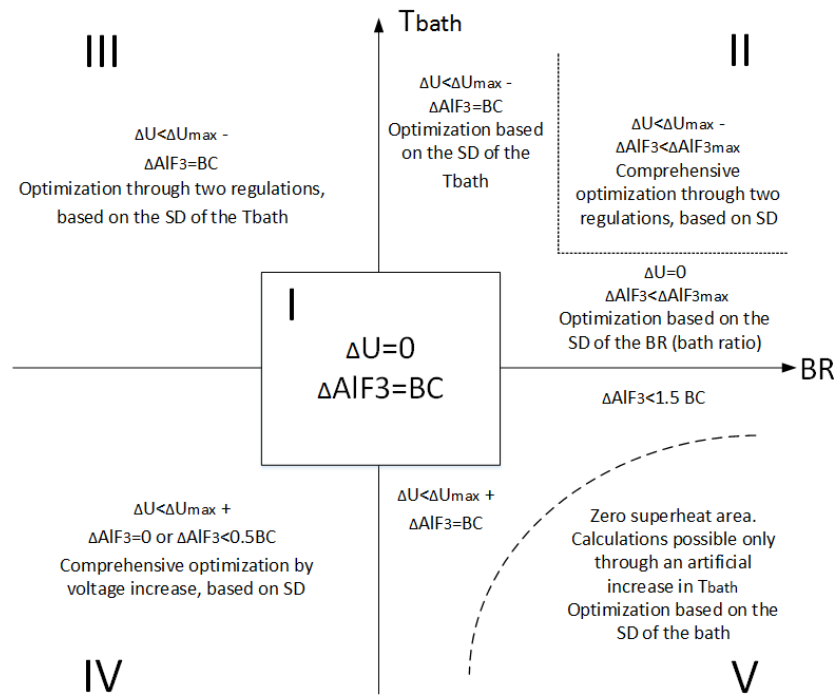 III
Tbath
II
ΔU<ΔUmax -
ΔAlF3=BC
Optimization through two regulations,
based on the SD of the Tbath
ΔU<ΔUmax -
ΔAlF3=BC
Optimization based
on the SD of the
Tbath
ΔU<ΔUmax -
ΔAlF3<ΔAlF3max
Comprehensive
optimization through two
regulations, based on SD
ΔU=0
ΔAlF3<ΔAlF3max
Optimization based on the
SD of the BR (bath ratio)
I
ΔU=0
ΔAlF3=BC
BR
ΔAlF3<1.5 BC
ΔU<ΔUmax +
ΔAlF3=0 or ΔAlF3<0.5BC
Comprehensive optimization by
voltage increase, based on SD
ΔU<ΔUmax +
ΔAlF3=BC
Zero superheat area.
Calculations possible only
through an artificial
increase in Tbath
Optimization based on the
SD of the bath
IV
V